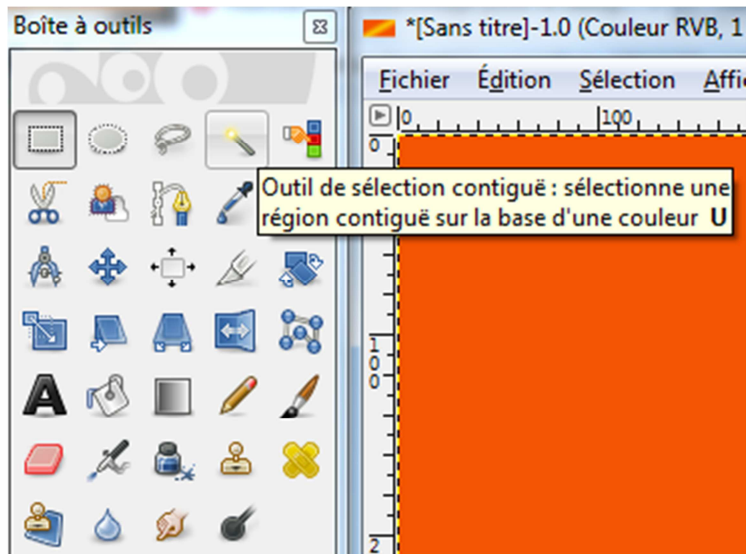 Boîte à outils
*[Sans titre]-1.0 (Couleur RVB, 1
Fichier Édition Sélection Affi
0 100
0
Outil de sélection contiguë : sélectionne une
région contiguë sur la base d'une couleur U
1
0
0
2